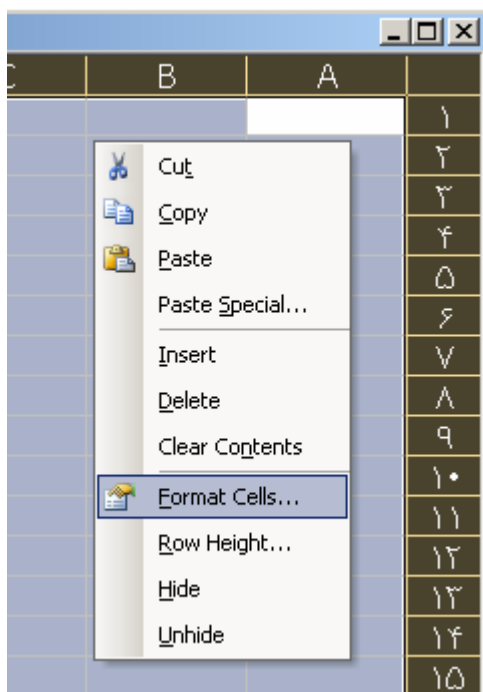 C B A
۱
۲
۳
۴
۵
۶
۷
۸
۹
۱۰
۱۱
۱۲
۱۳
۱۴
۱۵
Cut
Copy
Paste
Paste Special...
Insert
Delete
Clear Contents
Format Cells...
Row Height...
Hide
Unhide